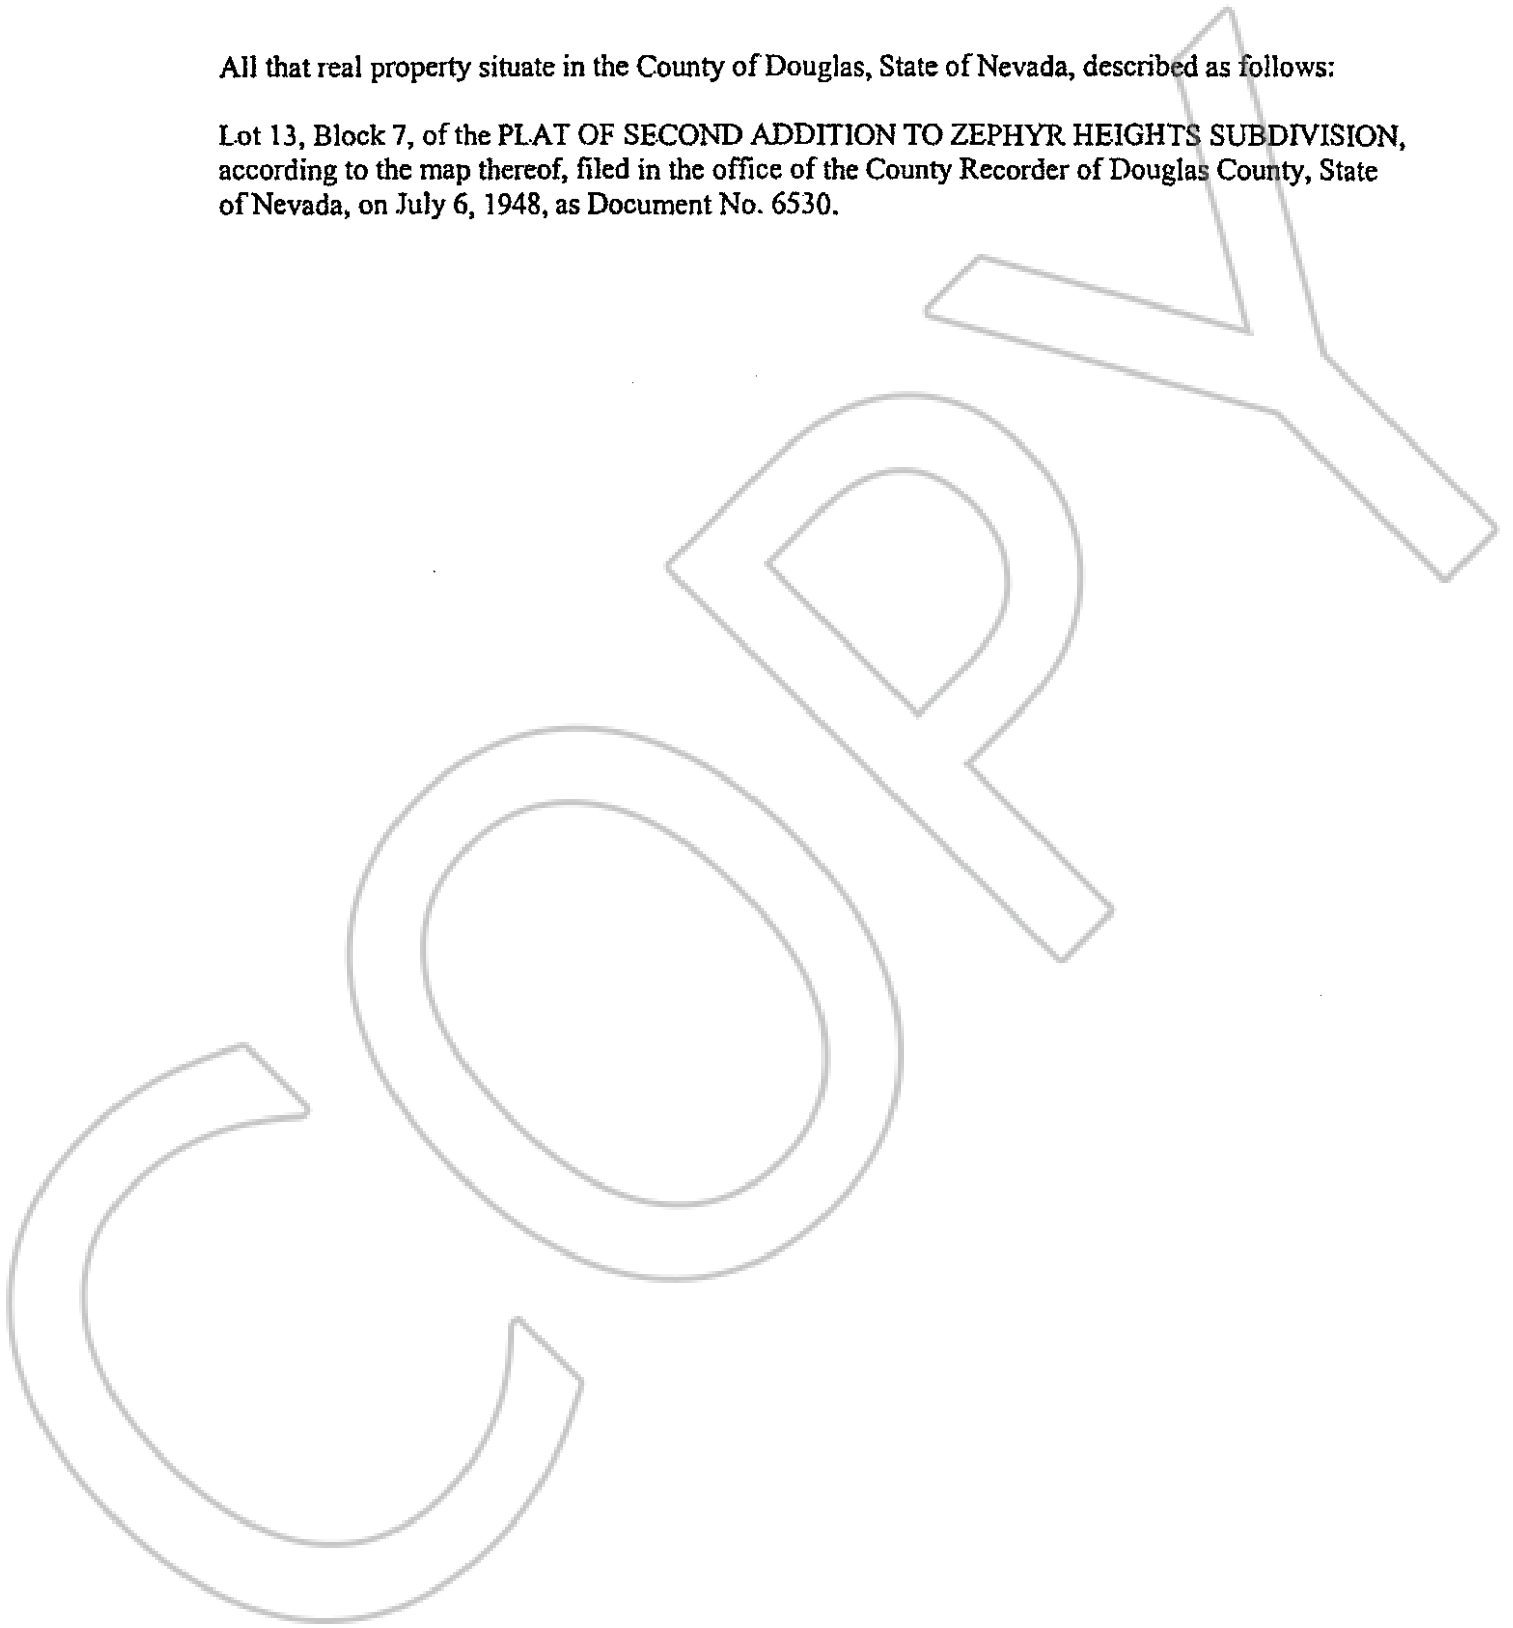 All that real property situate in the County of Douglas, State of Nevada, described as follows:
Lot 13, Block 7, of the PLAT OF SECOND ADDITION TO ZEPHYR HEIGHTS SUBDIVISION,
according to the map thereof, filed in the office of the County Recorder of Douglas County, State
of Nevada, on July 6, 1948, as Document No. 6530.
COPY